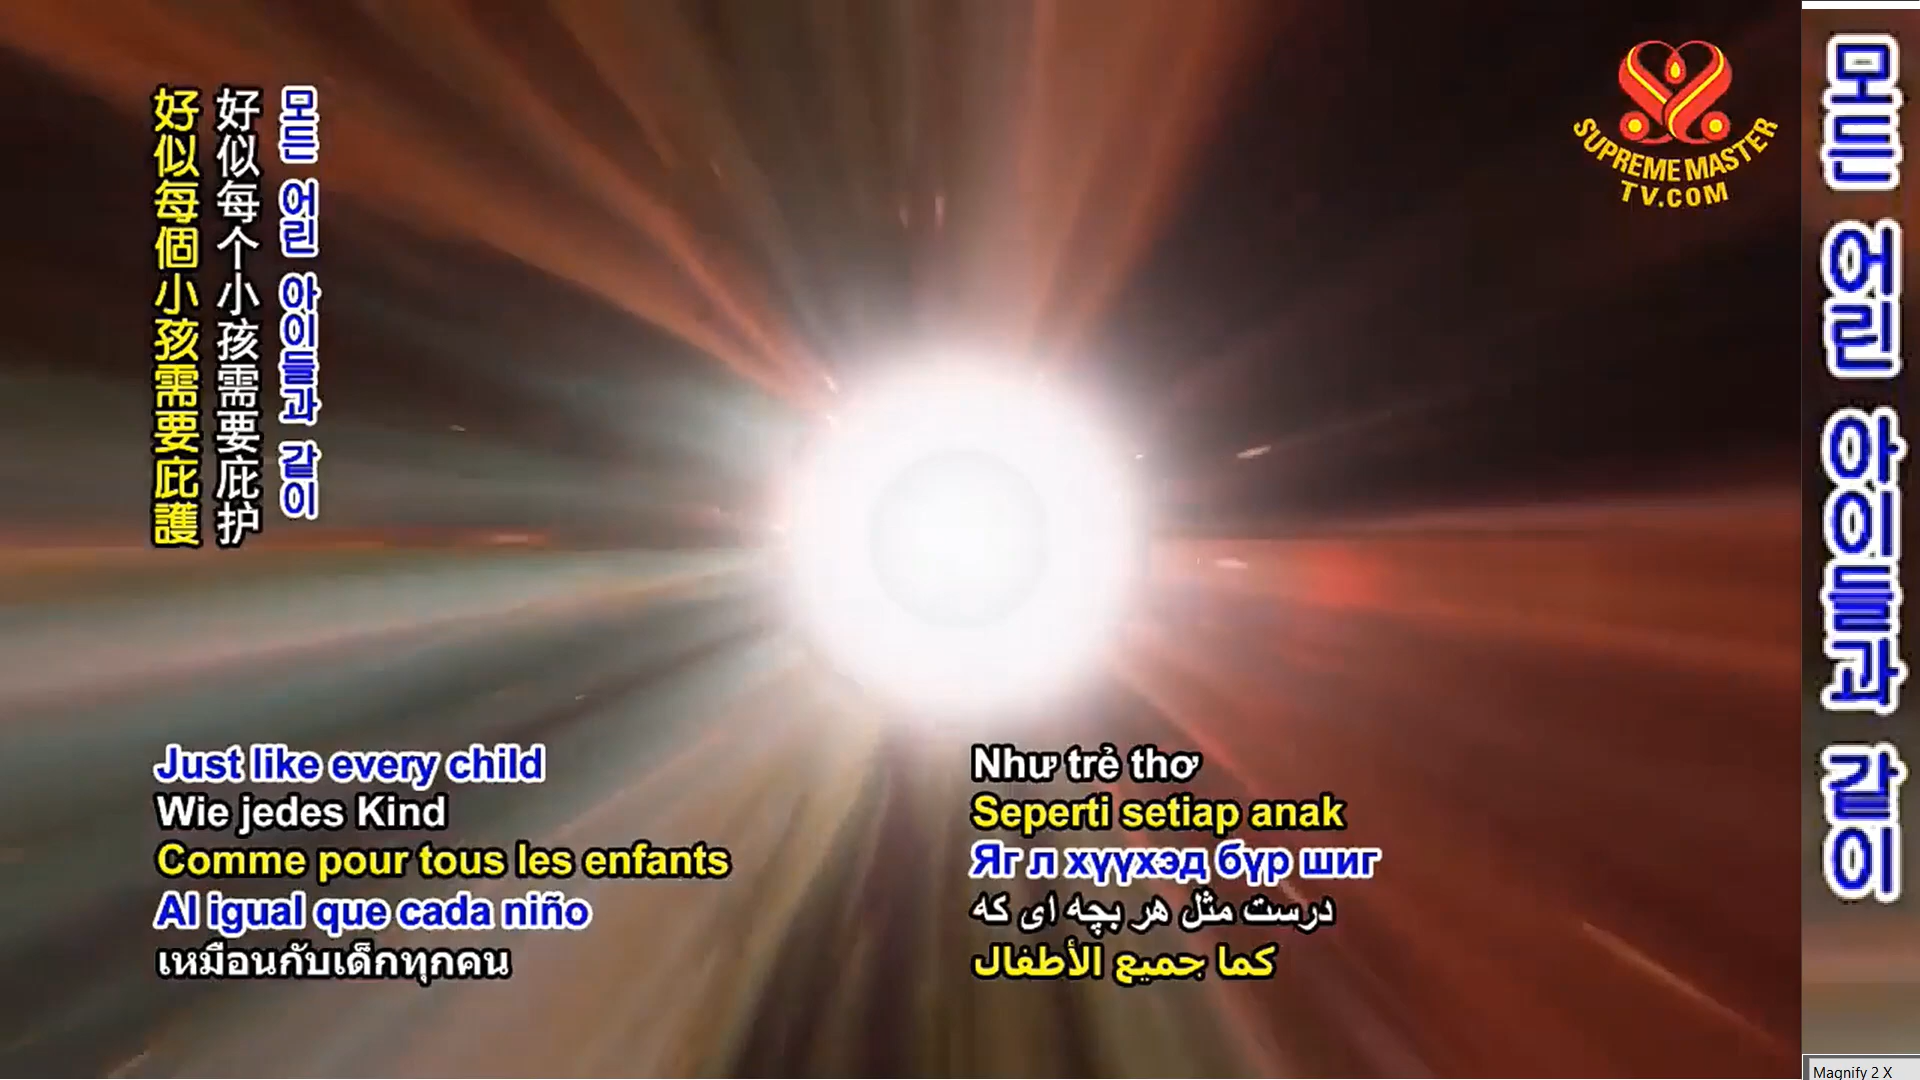 好似每個小孩需要庇護
好似每个小孩需要庇护
모든 어린 아이들과 같이
SUPREME MASTER
TV.COM
Just like every child
Wie jedes Kind
Comme pour tous les enfants
Al igual que cada niño
เหมือนกับเด็กทุกคน
Như trẻ thơ
Seperti setiap anak
Яг л хүүхэд бүр шиг
درست مثل هر بچه ای که
كما جميع الأطفال
모든 어린 아이들과 같이
Magnify 2 X